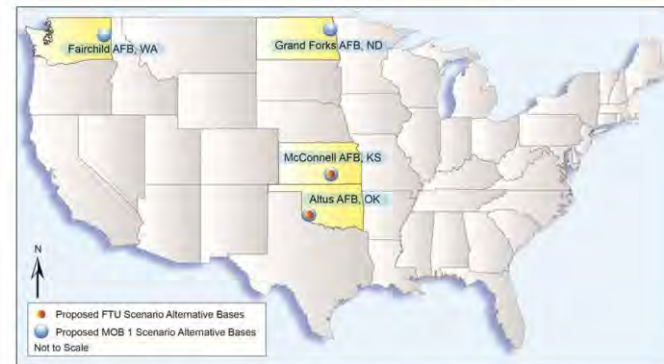 Fairchild AFB, WA
Grand Forks AFB, ND
McConnell AFB, KS
Altus AFB, OK
N
Proposed FTU Scenario Alternative Bases
Proposed MOB 1 Scenario Alternative Bases
Not to Scale